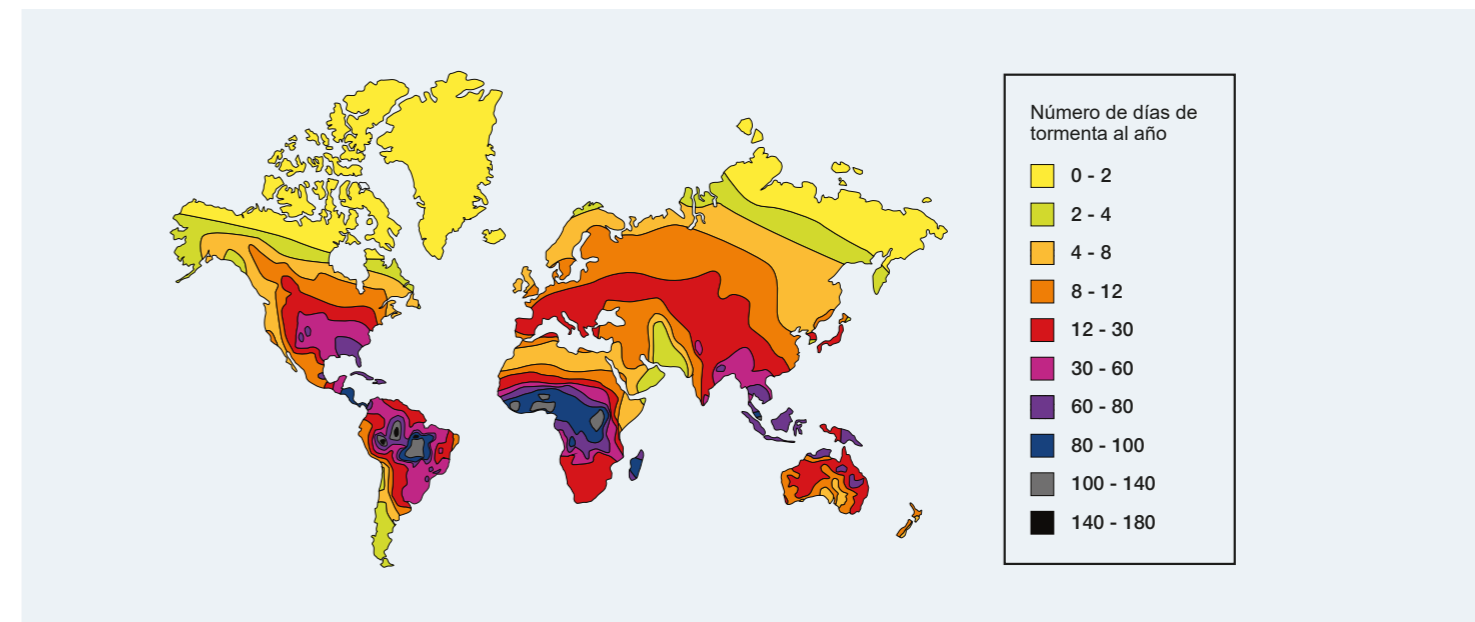 Número de días de
tormenta al año
0 - 2
2 - 4
4 - 8
8 - 12
12 - 30
30 - 60
60 - 80
80 - 100
100 - 140
140 - 180